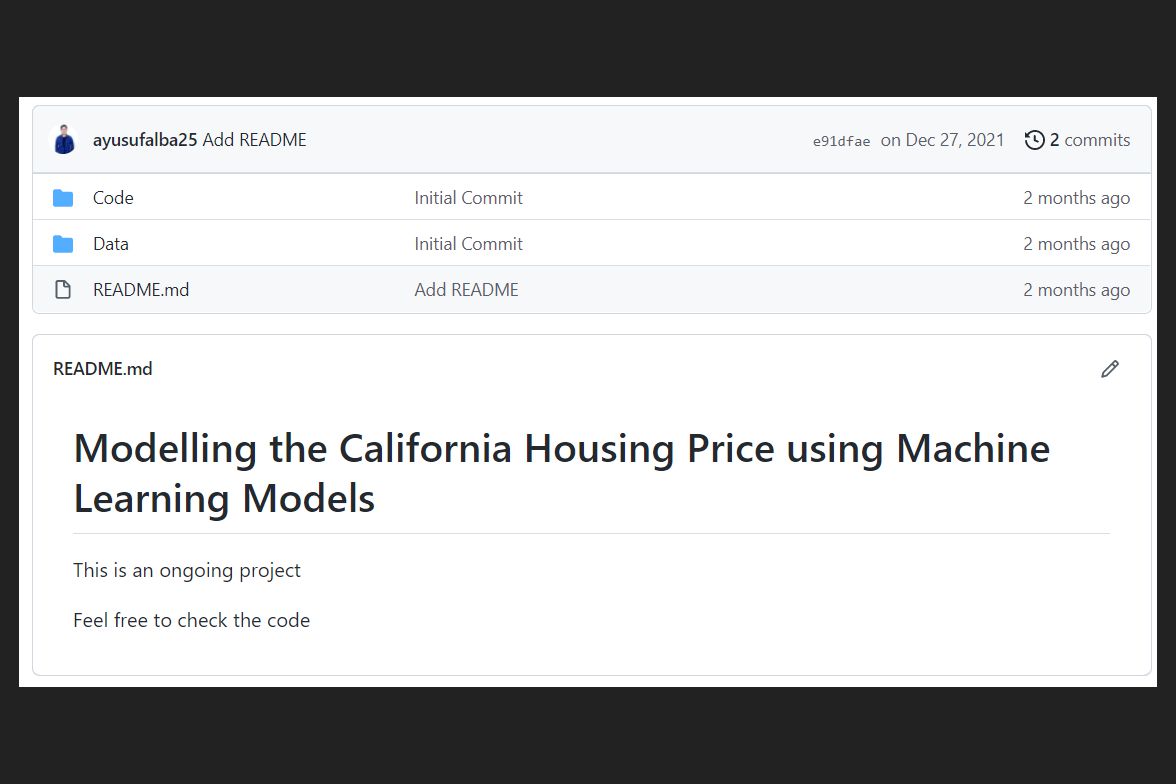 ayusufalba25 Add README e91dfae on Dec 27, 2021 2 commits
Code Initial Commit 2 months ago
Data Initial Commit 2 months ago
README.md Add README 2 months ago
README.md
Modelling the California Housing Price using Machine
Learning Models
This is an ongoing project
Feel free to check the code